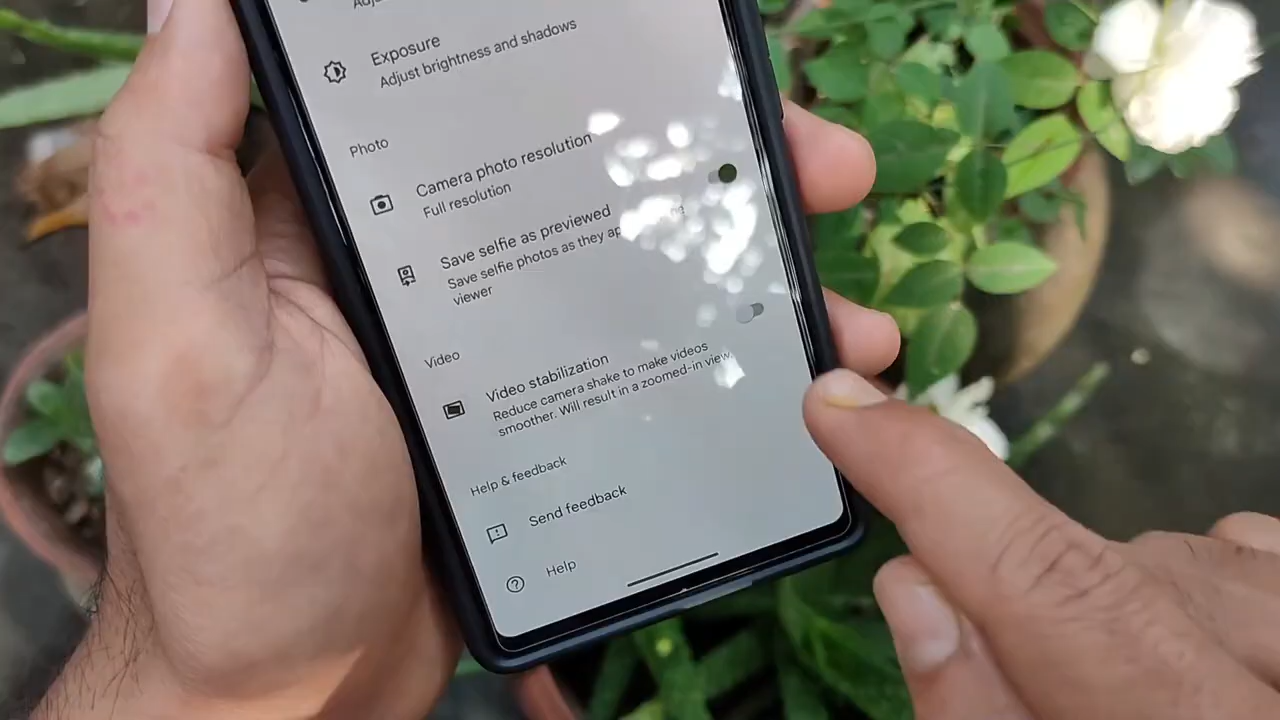 Exposure
Adjust brightness and shadows
Photo
Camera photo resolution
Full resolution
Save selfie as previewed
Save selfie photos as they
viewer
Video
Video stabilization
Reduce camera shake to make videos
smoother. Will result in a zoomed-in view.
Help & feedback
Send feedback
Help